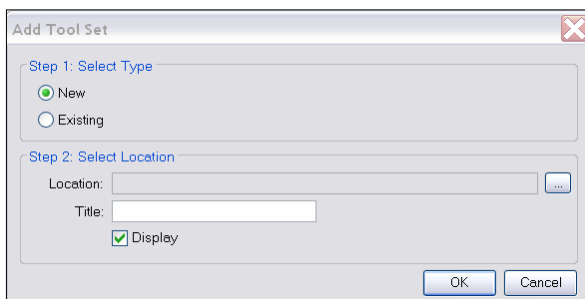 Add Tool Set
Step 1: Select Type
New
Existing
Step 2: Select Location
Location: ...
Title:
Display
OK Cancel